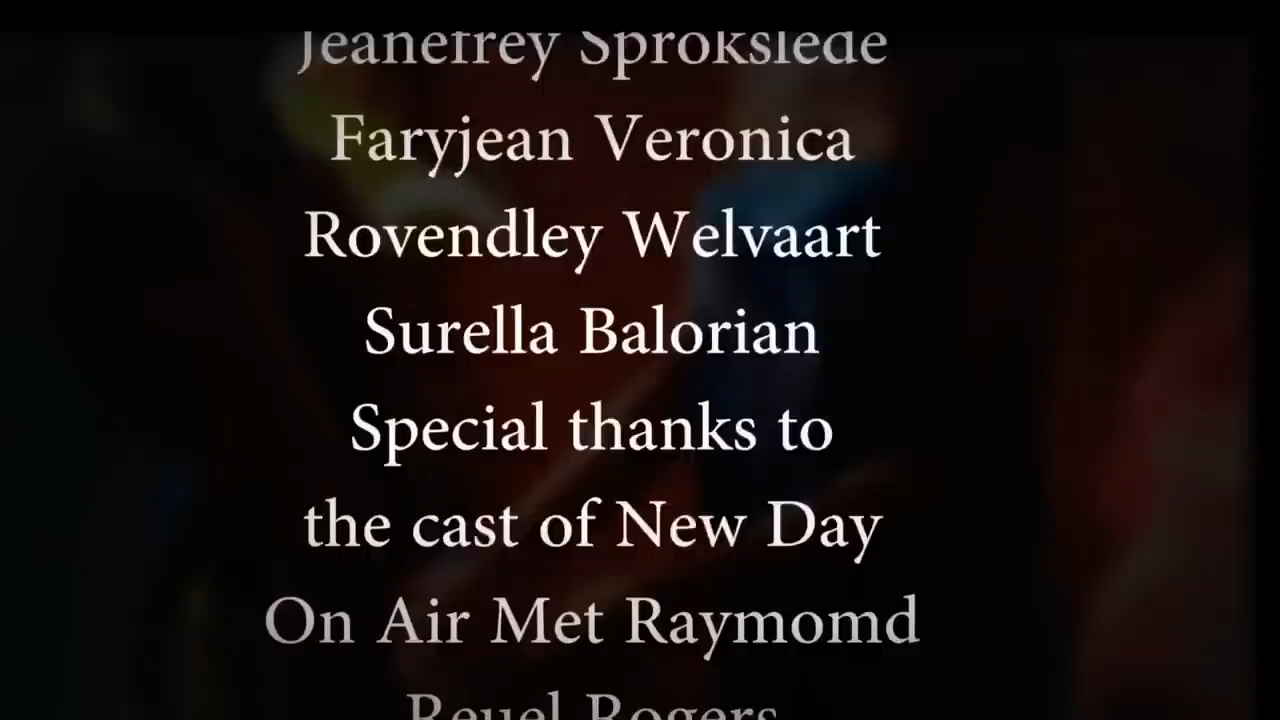 Jeanefrey Sprokslede
Faryjean Veronica
Rovendley Welvaart
Surella Balorian
Special thanks to
the cast of New Day
On Air Met Raymomd
Reuel Rogers